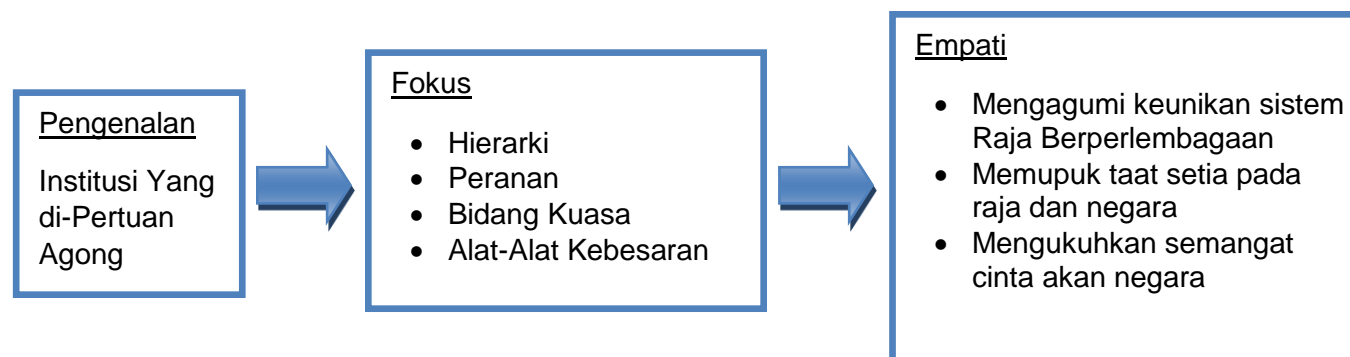 Pengenalan
Institusi Yang
di-Pertuan
Agong
Fokus
• Hierarki
• Peranan
• Bidang Kuasa
• Alat-Alat Kebesaran
Empati
• Mengagumi keunikan sistem
Raja Berperlembagaan
• Memupuk taat setia pada
raja dan negara
• Mengukuhkan semangat
cinta akan negara